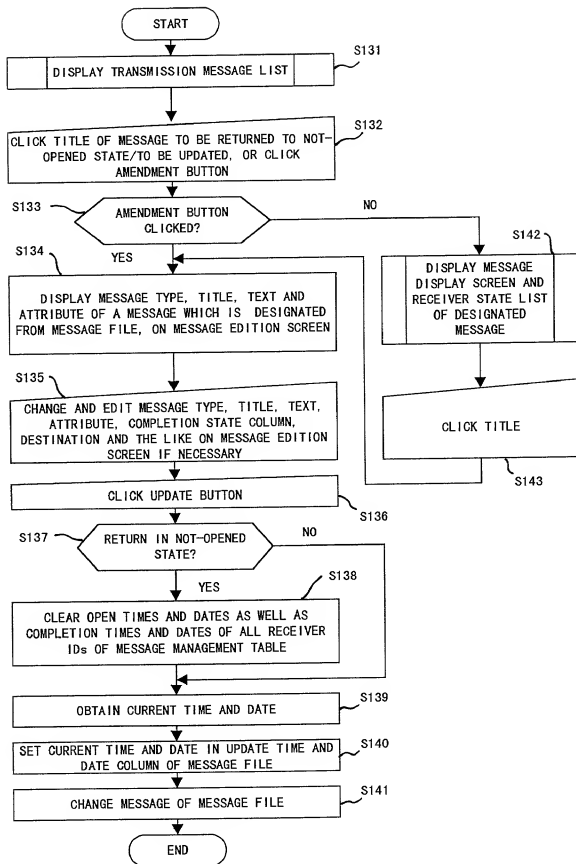 START
DISPLAY TRANSMISSION MESSAGE LIST
S131
CLICK TITLE OF MESSAGE TO BE RETURNED TO NOT-
OPENED STATE/TO BE UPDATED, OR CLICK
AMENDMENT BUTTON
S132
S133
AMENDMENT BUTTON
CLICKED?
NO
YES
S134
DISPLAY MESSAGE TYPE, TITLE, TEXT AND
ATTRIBUTE OF A MESSAGE WHICH IS DESIGNATED
FROM MESSAGE FILE, ON MESSAGE EDITION SCREEN
S142
DISPLAY MESSAGE
DISPLAY SCREEN AND
RECEIVER STATE LIST
OF DESIGNATED
MESSAGE
S135
CHANGE AND EDIT MESSAGE TYPE, TITLE, TEXT,
ATTRIBUTE, COMPLETION STATE COLUMN,
DESTINATION AND THE LIKE ON MESSAGE EDITION
SCREEN IF NECESSARY
CLICK TITLE
S143
CLICK UPDATE BUTTON
S136
S137
RETURN IN NOT-OPENED
STATE?
NO
YES
S138
CLEAR OPEN TIMES AND DATES AS WELL AS
COMPLETION TIMES AND DATES OF ALL RECEIVER
IDs OF MESSAGE MANAGEMENT TABLE
OBTAIN CURRENT TIME AND DATE
S139
SET CURRENT TIME AND DATE IN UPDATE TIME AND
DATE COLUMN OF MESSAGE FILE
S140
CHANGE MESSAGE OF MESSAGE FILE
S141
END